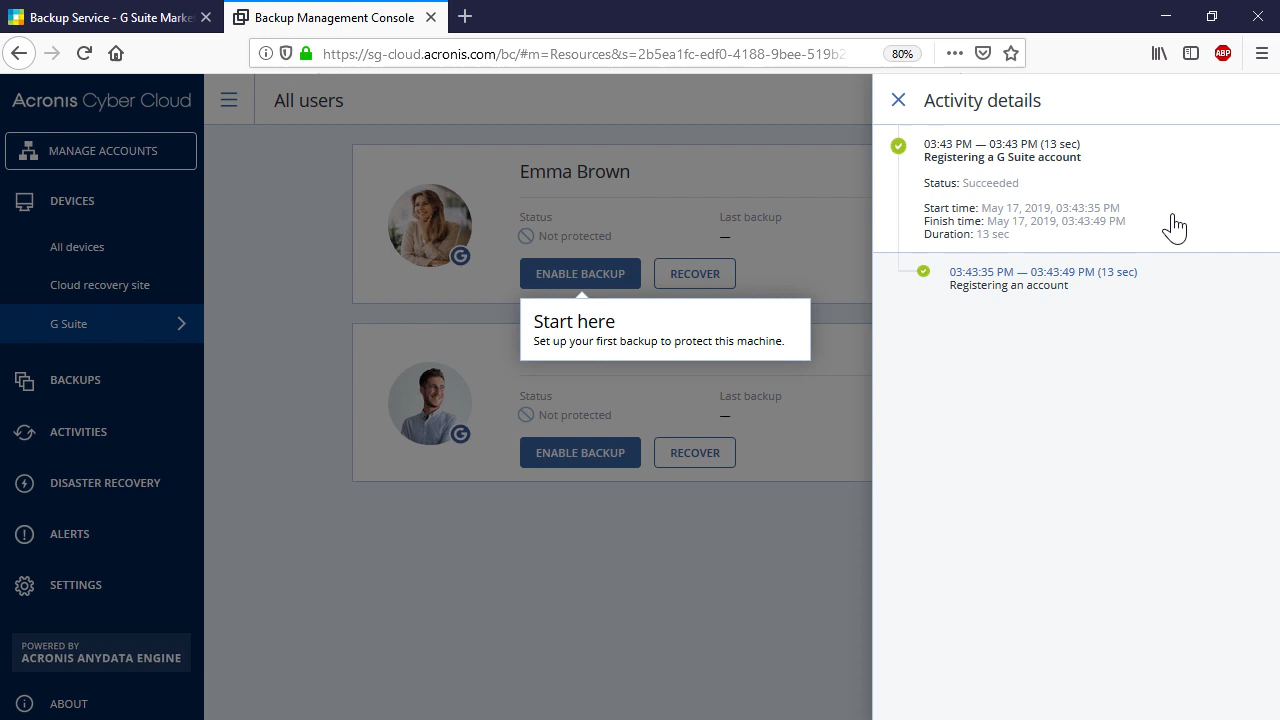 Backup Service - G Suite Marke
Backup Management Console
https://sg-cloud.acronis.com/bc/#m=Resources&s=2b5ea1fc-edf0-4188-9bee-519b2
80%
ABP
Acronis Cyber Cloud
MANAGE ACCOUNTS
DEVICES
All devices
Cloud recovery site
G Suite
BACKUPS
ACTIVITIES
DISASTER RECOVERY
ALERTS
SETTINGS
POWERED BY
ACRONIS ANYDATA ENGINE
ABOUT
All users
Emma Brown
Status
Last backup
Not protected
—
ENABLE BACKUP
RECOVER
Start here
Set up your first backup to protect this machine.
Status
Last backup
Not protected
—
ENABLE BACKUP
RECOVER
Activity details
03:43 PM — 03:43 PM (13 sec)
Registering a G Suite account
Status: Succeeded
Start time: May 17, 2019, 03:43:35 PM
Finish time: May 17, 2019, 03:43:49 PM
Duration: 13 sec
03:43:35 PM — 03:43:49 PM (13 sec)
Registering an account